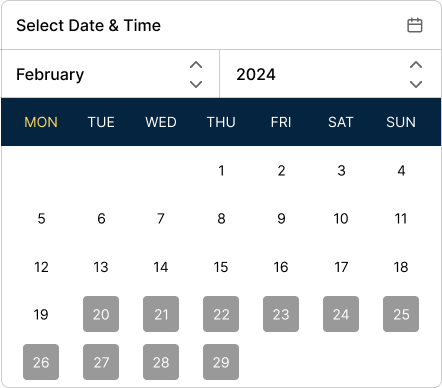 Select Date & Time
February 2024
MON TUE WED THU FRI SAT SUN
1 2 3 4
5 6 7 8 9 10 11
12 13 14 15 16 17 18
19 20 21 22 23 24 25
26 27 28 29